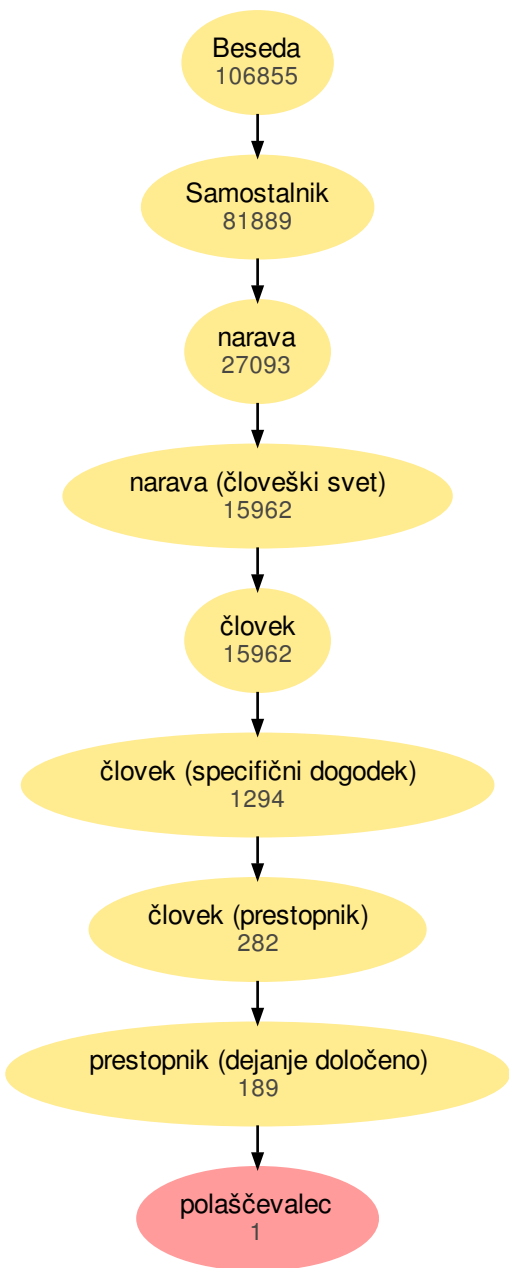 Beseda
106855
Samostalnik
81889
narava
27093
narava (človeški svet)
15962
človek
15962
človek (specifični dogodek)
1294
človek (prestopnik)
282
prestopnik (dejanje določeno)
189
polaščevalec
1